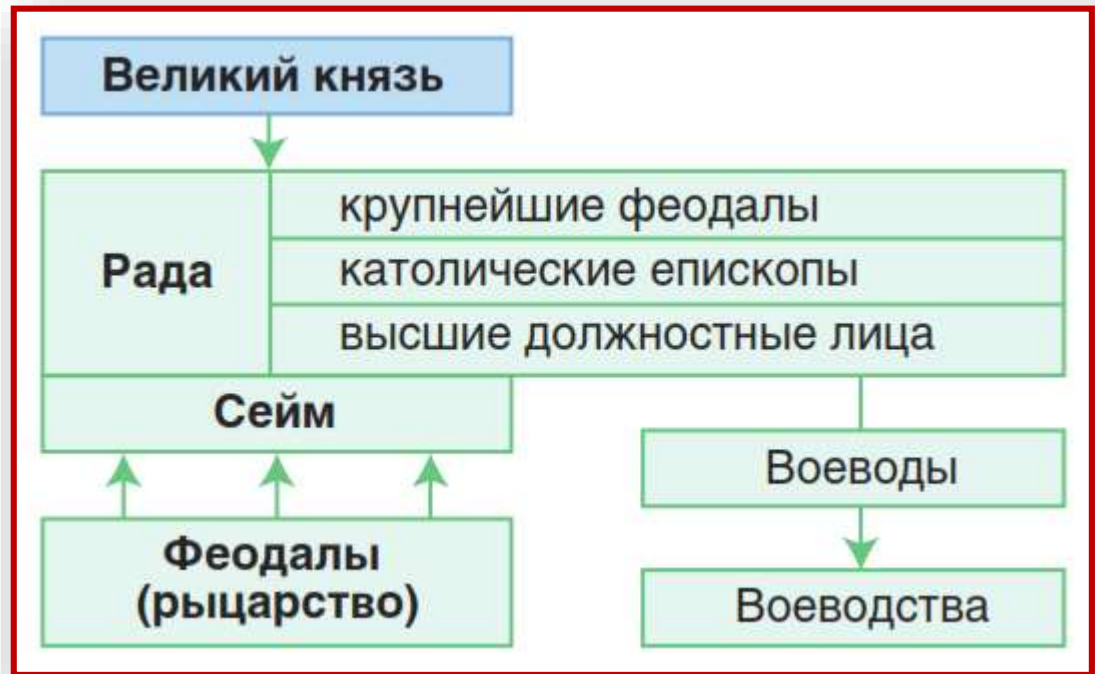 Великий князь
Рада
крупнейшие феодалы
католические епископы
высшие должностные лица
Сейм
Воеводы
Феодалы
(рыцарство)
Воеводства